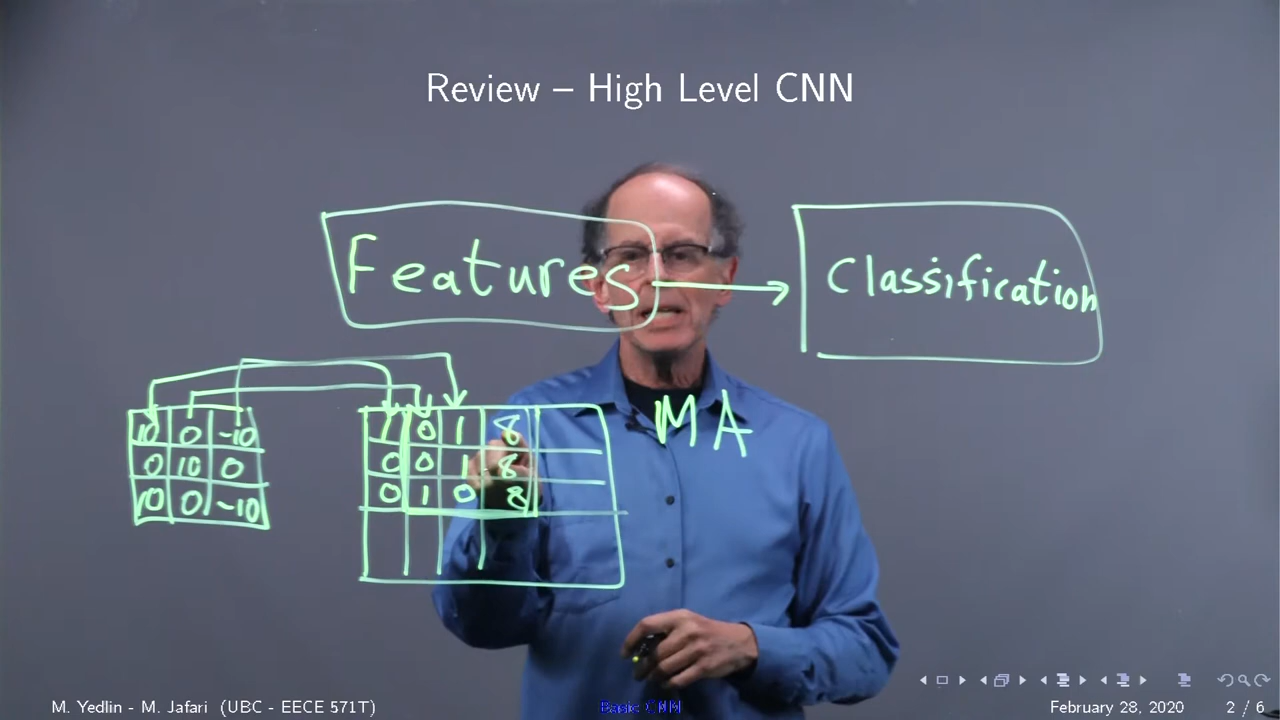 Review – High Level CNN
Features
Classification
MA
10 0 -10
0 10 0
10 0 -10
1 0 1 8
0 0 1 8
0 1 0 8
M. Yedlin - M. Jafari (UBC - EECE 571T)
Basic CNN
February 28, 2020
2 / 6